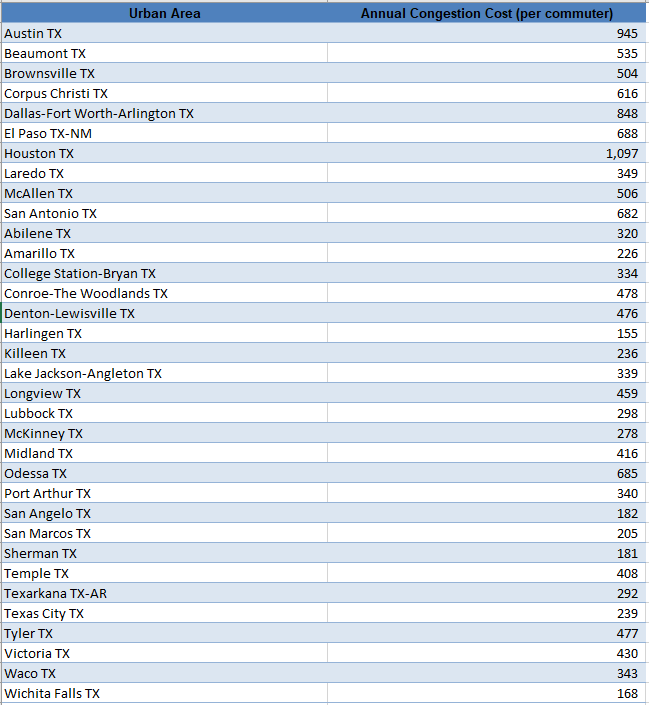 Urban Area Annual Congestion Cost (per commuter)
Austin TX 945
Beaumont TX 535
Brownsville TX 504
Corpus Christi TX 616
Dallas-Fort Worth-Arlington TX 848
El Paso TX-NM 688
Houston TX 1,097
Laredo TX 349
McAllen TX 506
San Antonio TX 682
Abilene TX 320
Amarillo TX 226
College Station-Bryan TX 334
Conroe-The Woodlands TX 478
Denton-Lewisville TX 476
Harlingen TX 155
Killeen TX 236
Lake Jackson-Angleton TX 339
Longview TX 459
Lubbock TX 298
McKinney TX 278
Midland TX 416
Odessa TX 685
Port Arthur TX 340
San Angelo TX 182
San Marcos TX 205
Sherman TX 181
Temple TX 408
Texarkana TX-AR 292
Texas City TX 239
Tyler TX 477
Victoria TX 430
Waco TX 343
Wichita Falls TX 168